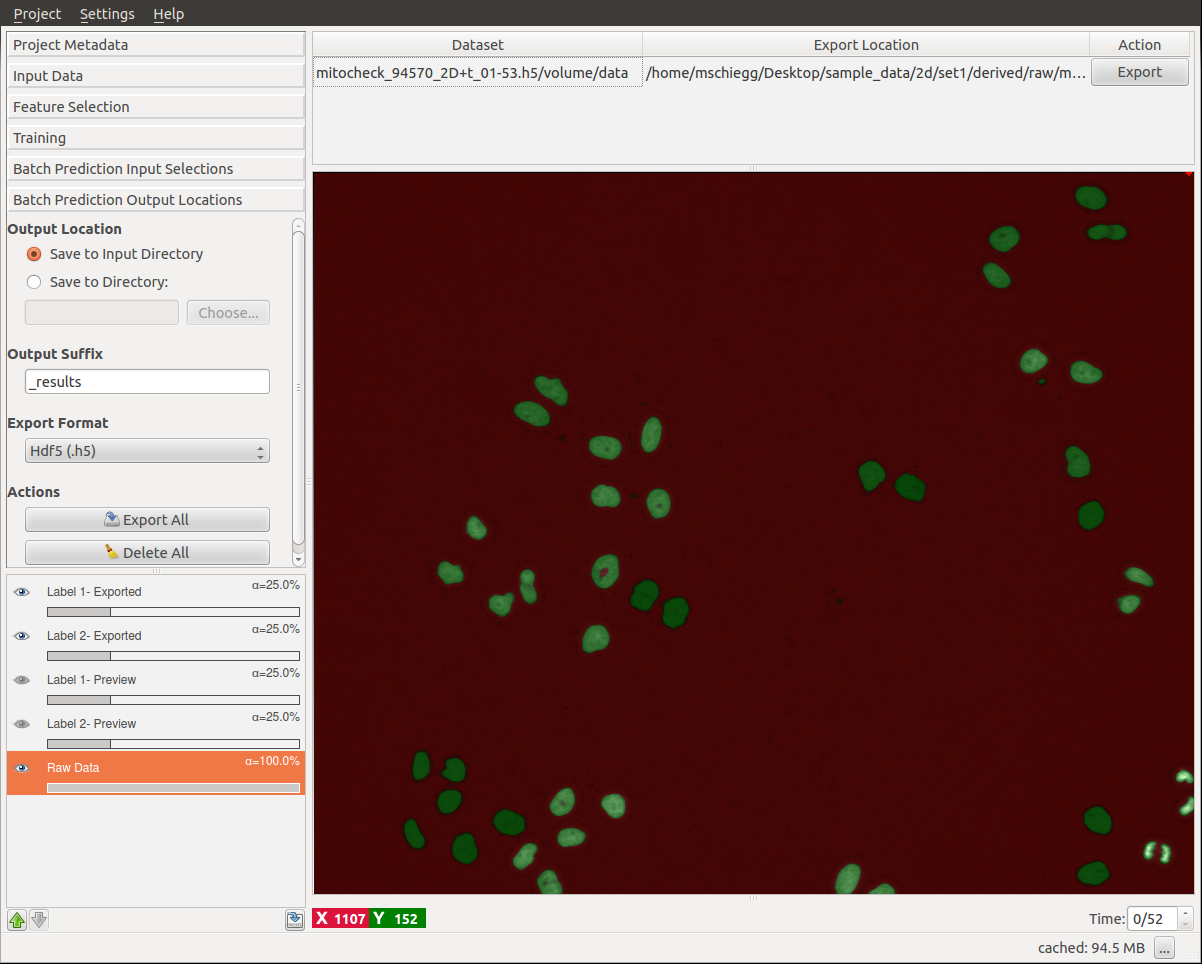 Project Settings Help
Project Metadata
Input Data
Feature Selection
Training
Batch Prediction Input Selections
Batch Prediction Output Locations
Output Location
Save to Input Directory
Save to Directory:
Choose...
Output Suffix
_results
Export Format
Hdf5 (.h5)
Actions
Export All
Delete All
Label 1- Exported α=25.0%
Label 2- Exported α=25.0%
Label 1- Preview α=25.0%
Label 2- Preview α=25.0%
Raw Data α=100.0%
Dataset Export Location Action
mitocheck_94570_2D+t_01-53.h5/volume/data /home/mschiegg/Desktop/sample_data/2d/set1/derived/raw/m... Export
X 1107 Y 152
Time: 0/52
cached: 94.5 MB ...